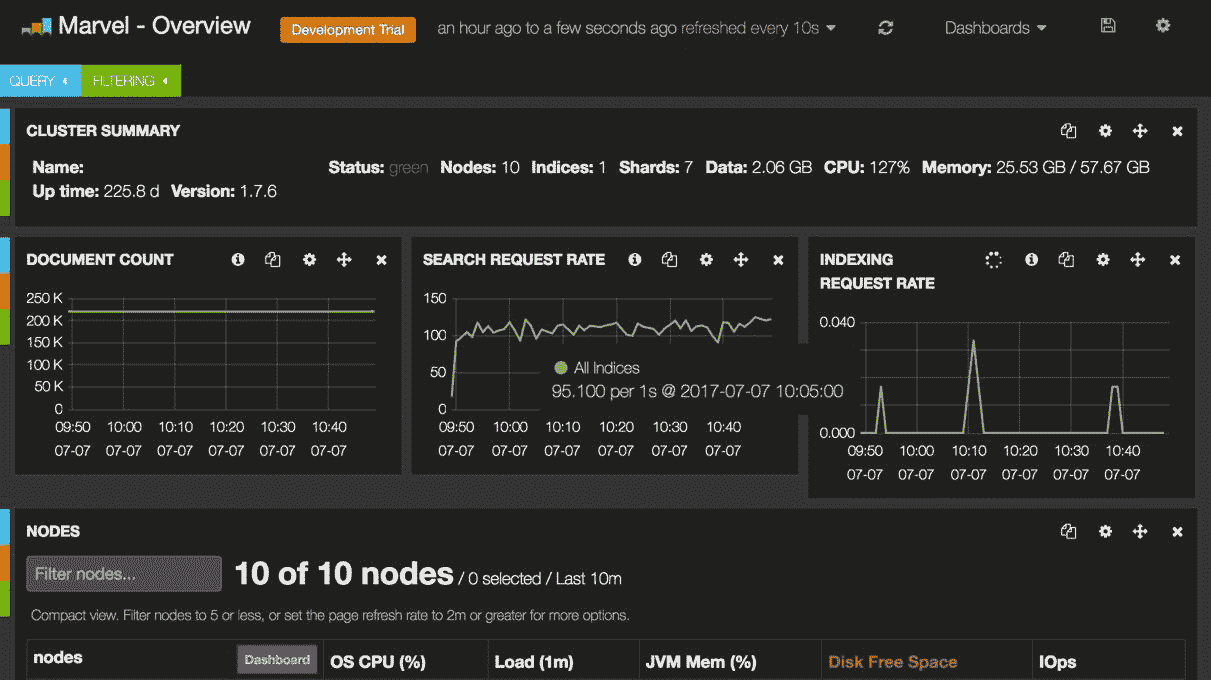 Marvel - Overview Development Trial an hour ago to a few seconds ago refreshed every 10s Dashboards
QUERY FILTERING
CLUSTER SUMMARY
Name: Status: green Nodes: 10 Indices: 1 Shards: 7 Data: 2.06 GB CPU: 127% Memory: 25.53 GB / 57.67 GB
Up time: 225.8 d Version: 1.7.6
DOCUMENT COUNT
250 K
200 K
150 K
100 K
50 K
0
09:50 10:00 10:10 10:20 10:30 10:40
07-07 07-07 07-07 07-07 07-07 07-07
SEARCH REQUEST RATE
150
100
50
0
All Indices
95.100 per 1s @ 2017-07-07 10:05:00
09:50 10:00 10:10 10:20 10:30 10:40
07-07 07-07 07-07 07-07 07-07 07-07
INDEXING
REQUEST RATE
0.040
0.000
09:50 10:00 10:10 10:20 10:30 10:40
07-07 07-07 07-07 07-07 07-07 07-07
NODES
Filter nodes... 10 of 10 nodes / 0 selected / Last 10m
Compact view. Filter nodes to 5 or less, or set the page refresh rate to 2m or greater for more options.
nodes Dashboard OS CPU (%) Load (1m) JVM Mem (%) Disk Free Space IOps